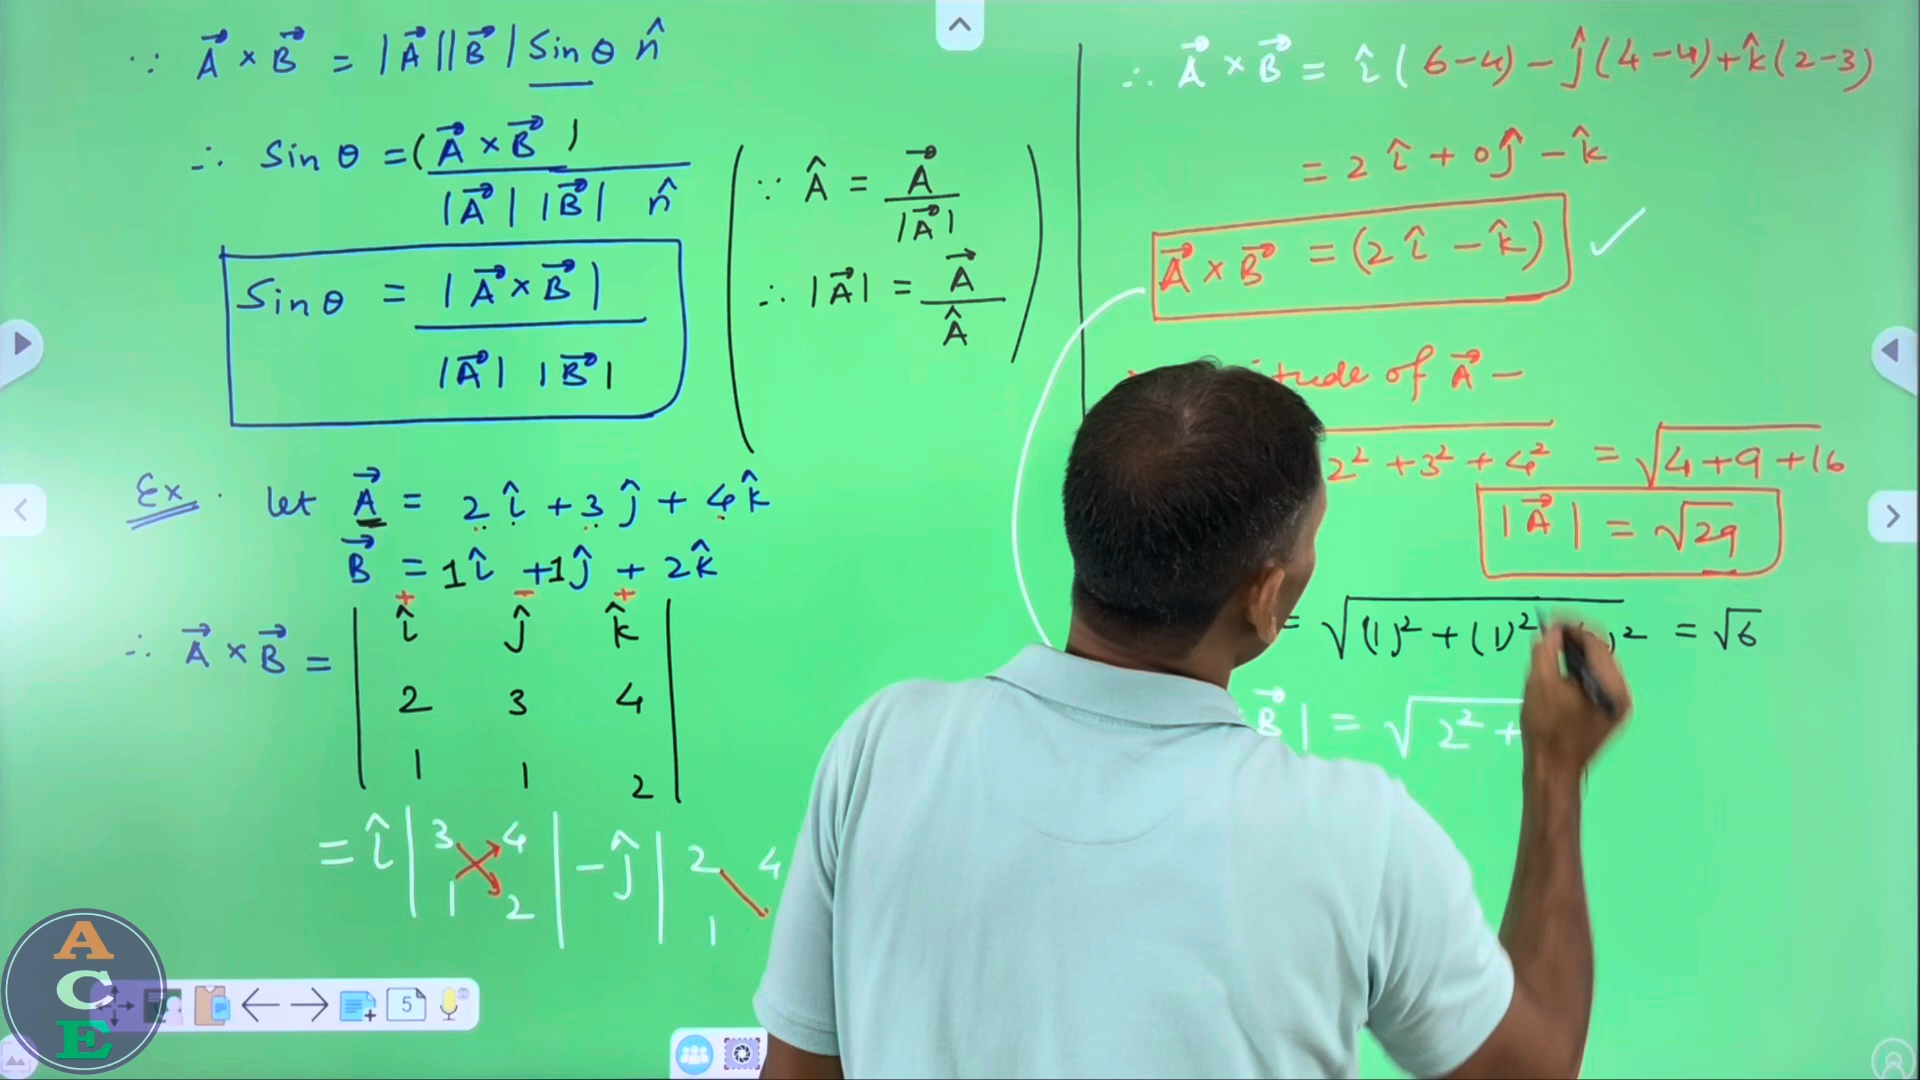 ∵ A⃗ × B⃗ = |A⃗||B⃗| Sin θ n̂
∴ Sin θ = (A⃗ × B⃗) / |A⃗| |B⃗| n̂
Sin θ = |A⃗ × B⃗| / |A⃗| |B⃗|
( ∵ Â = A⃗ / |A⃗|
∴ |A⃗| = A⃗ / Â )
Ex. let A⃗ = 2î + 3ĵ + 4k̂
B⃗ = 1î + 1ĵ + 2k̂
+ − +
∴ A⃗ × B⃗ = | î ĵ k̂ |
2 3 4
1 1 2
= î | 3 4 | − ĵ | 2 4
1 2 1
∴ A⃗ × B⃗ = î(6-4) − ĵ(4-4) + k̂(2-3)
= 2î + 0ĵ − k̂
A⃗ × B⃗ = (2î − k̂) ✓
of A⃗ −
2² + 3² + 4² = √4+9+16
|A⃗| = √29
= √(1)² + (1)² )² = √6
B⃗| = √2² +
A
C
E
5